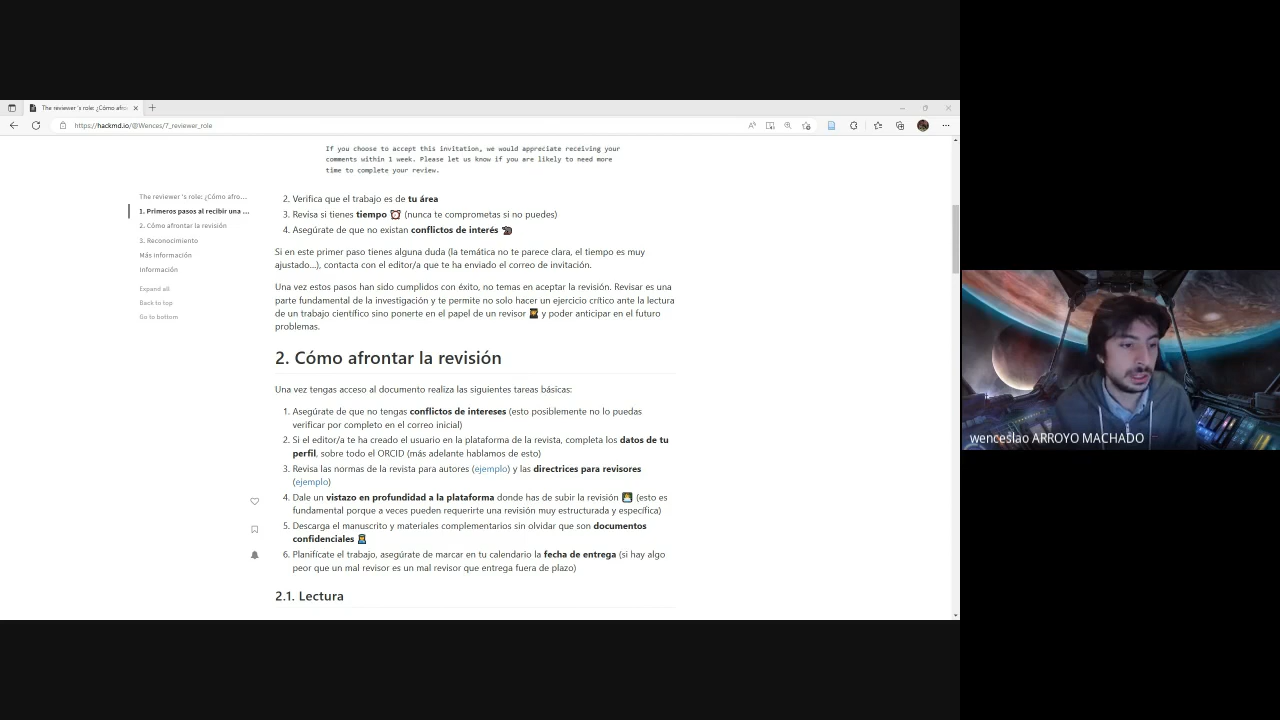 The reviewer 's role: ¿Cómo afro
https://hackmd.io/@Wences/7_reviewer_role
If you choose to accept this invitation, we would appreciate receiving your
comments within 1 week. Please let us know if you are likely to need more
time to complete your review.
The reviewer 's role: ¿Cómo afro...
1. Primeros pasos al recibir una ...
2. Cómo afrontar la revisión
3. Reconocimiento
Más información
Información
Expand all
Back to top
Go to bottom
2. Verifica que el trabajo es de tu área
3. Revisa si tienes tiempo ⏰ (nunca te comprometas si no puedes)
4. Asegúrate de que no existan conflictos de interés
Si en este primer paso tienes alguna duda (la temática no te parece clara, el tiempo es muy
ajustado...), contacta con el editor/a que te ha enviado el correo de invitación.
Una vez estos pasos han sido cumplidos con éxito, no temas en aceptar la revisión. Revisar es una
parte fundamental de la investigación y te permite no solo hacer un ejercicio crítico ante la lectura
de un trabajo científico sino ponerte en el papel de un revisor y poder anticipar en el futuro
problemas.
2. Cómo afrontar la revisión
Una vez tengas acceso al documento realiza las siguientes tareas básicas:
1. Asegúrate de que no tengas conflictos de intereses (esto posiblemente no lo puedas
verificar por completo en el correo inicial)
2. Si el editor/a te ha creado el usuario en la plataforma de la revista, completa los datos de tu
perfil, sobre todo el ORCID (más adelante hablamos de esto)
3. Revisa las normas de la revista para autores (ejemplo) y las directrices para revisores
(ejemplo)
4. Dale un vistazo en profundidad a la plataforma donde has de subir la revisión (esto es
fundamental porque a veces pueden requerirte una revisión muy estructurada y específica)
5. Descarga el manuscrito y materiales complementarios sin olvidar que son documentos
confidenciales
6. Planifícate el trabajo, asegúrate de marcar en tu calendario la fecha de entrega (si hay algo
peor que un mal revisor es un mal revisor que entrega fuera de plazo)
2.1. Lectura
wenceslao ARROYO MACHADO